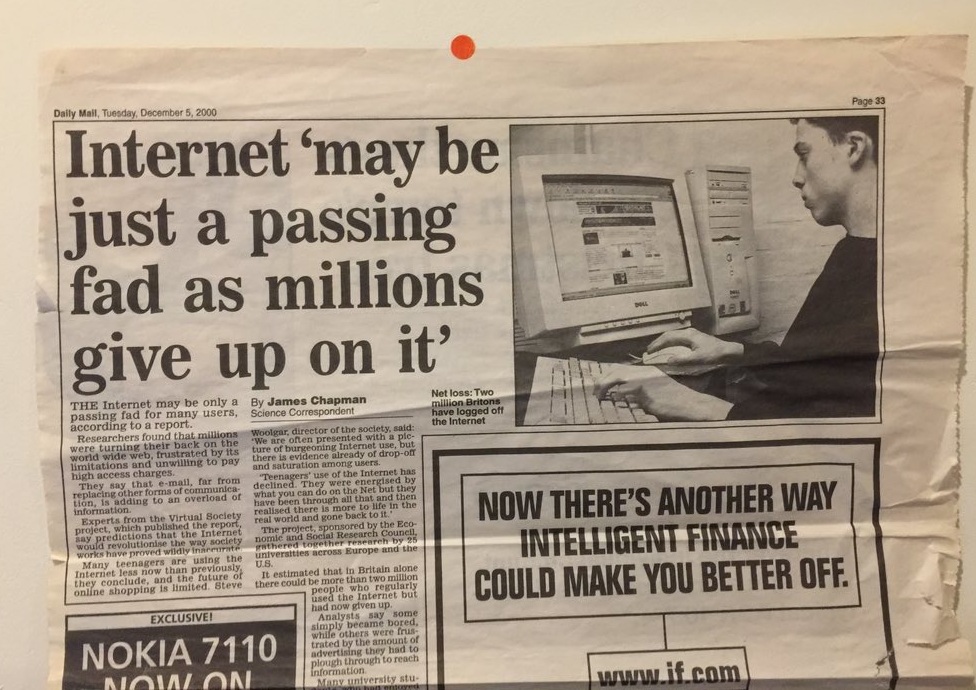 Daily Mail, Tuesday, December 5, 2000
Page 33
Internet ‘may be
just a passing
fad as millions
give up on it’
THE Internet may be only a
passing fad for many users,
according to a report.
Researchers found that millions
were turning their back on the
world wide web, frustrated by its
limitations and unwilling to pay
high access charges.
They say that e-mail, far from
replacing other forms of communica-
tion, is adding to an overload of
information.
Experts from the Virtual Society
project, which published the report,
say predictions that the Internet
would revolutionise the way society
works have proved wildly inaccurate.
Many teenagers are using the
Internet less now than previously,
they conclude, and the future of
online shopping is limited. Steve
By James Chapman
Science Correspondent
Woolgar, director of the society, said:
‘We are often presented with a pic-
ture of burgeoning Internet use, but
there is evidence already of drop-off
and saturation among users.
‘Teenagers’ use of the Internet has
declined. They were energised by
what you can do on the Net but they
have been through all that and then
realised there is more to life in the
real world and gone back to it.’
The project, sponsored by the Eco-
nomic and Social Research Council,
gathered together research by 25
universities across Europe and the
U.S.
It estimated that in Britain alone
there could be more than two million
people who regularly
used the Internet but
had now given up.
Analysts say some
simply became bored,
while others were frus-
trated by the amount of
advertising they had to
plough through to reach
information.
Many university stu-
Net loss: Two
million Britons
have logged off
the Internet
DELL
EXCLUSIVE!
NOKIA 7110
NOW ON
NOW THERE’S ANOTHER WAY
INTELLIGENT FINANCE
COULD MAKE YOU BETTER OFF.
www.if.com